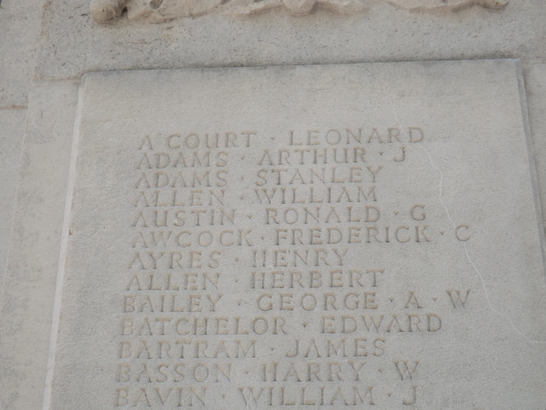 A'COURT · LEONARD
ADAMS · ARTHUR · J
ADAMS · STANLEY
ALLEN · WILLIAM
AUSTIN · RONALD · G
AWCOCK · FREDERICK · C
AYRES · HENRY
ALLEN · HERBERT
BAILEY · GEORGE · A · W
BATCHELOR · EDWARD
BARTRAM · JAMES
BASSON · HARRY · W
BAVIN · WILLIAM · J